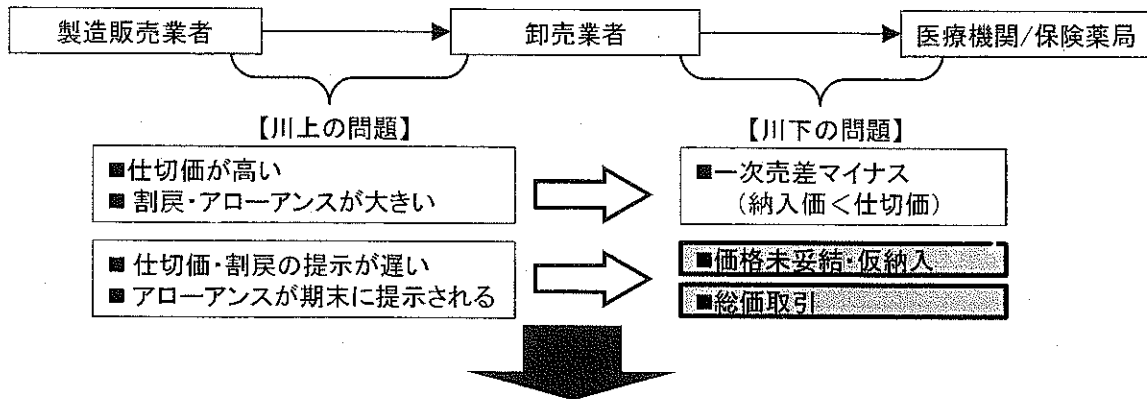 製造販売業者
卸売業者
医療機関/保険薬局
【川上の問題】
■仕切価が高い
■ 割戻・アローアンスが大きい
■ 仕切価・割戻の提示が遅い
■ アローアンスが期末に提示される
【川下の問題】
■一次売差マイナス
(納入価<仕切価)
■価格未妥結・仮納入
■総価取引